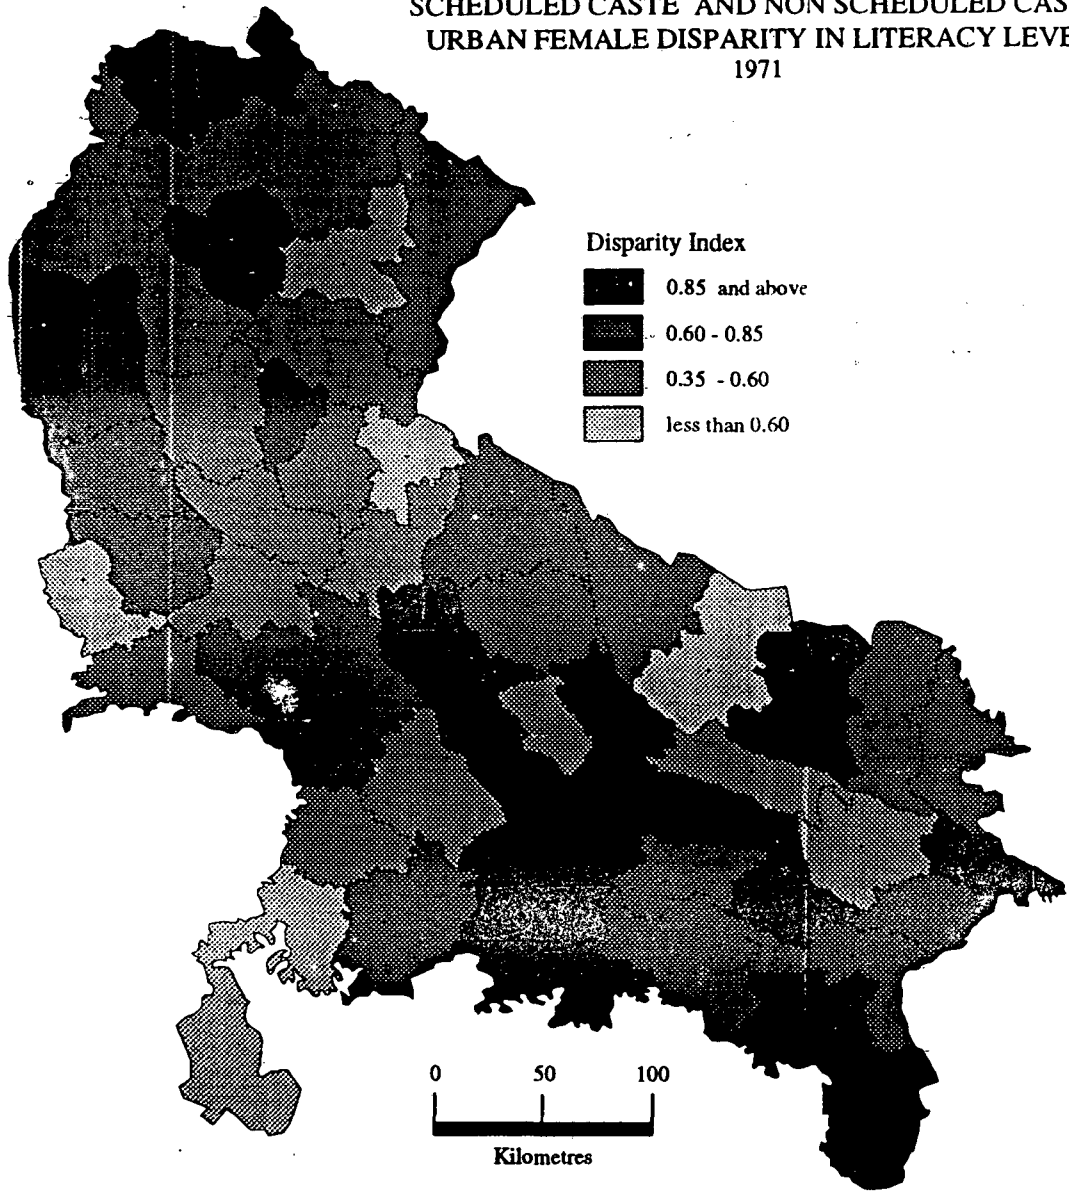 SCHEDULED CASTE AND NON SCHEDULED CAS
URBAN FEMALE DISPARITY IN LITERACY LEVE
1971
Disparity Index
0.85 and above
0.60 - 0.85
0.35 - 0.60
less than 0.60
0 50 100
Kilometres